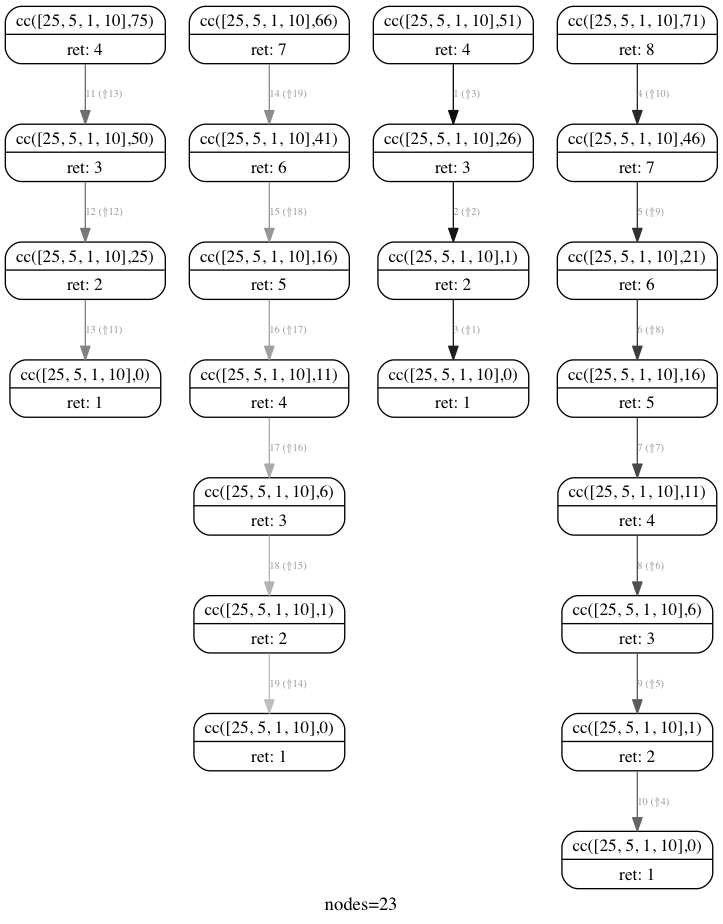 cc([25, 5, 1, 10],75)
ret: 4
11 (⇑13)
cc([25, 5, 1, 10],50)
ret: 3
12 (⇑12)
cc([25, 5, 1, 10],25)
ret: 2
13 (⇑11)
cc([25, 5, 1, 10],0)
ret: 1
cc([25, 5, 1, 10],66)
ret: 7
14 (⇑19)
cc([25, 5, 1, 10],41)
ret: 6
15 (⇑18)
cc([25, 5, 1, 10],16)
ret: 5
16 (⇑17)
cc([25, 5, 1, 10],11)
ret: 4
17 (⇑16)
cc([25, 5, 1, 10],6)
ret: 3
18 (⇑15)
cc([25, 5, 1, 10],1)
ret: 2
19 (⇑14)
cc([25, 5, 1, 10],0)
ret: 1
cc([25, 5, 1, 10],51)
ret: 4
1 (⇑3)
cc([25, 5, 1, 10],26)
ret: 3
2 (⇑2)
cc([25, 5, 1, 10],1)
ret: 2
3 (⇑1)
cc([25, 5, 1, 10],0)
ret: 1
cc([25, 5, 1, 10],71)
ret: 8
4 (⇑10)
cc([25, 5, 1, 10],46)
ret: 7
5 (⇑9)
cc([25, 5, 1, 10],21)
ret: 6
6 (⇑8)
cc([25, 5, 1, 10],16)
ret: 5
7 (⇑7)
cc([25, 5, 1, 10],11)
ret: 4
8 (⇑6)
cc([25, 5, 1, 10],6)
ret: 3
9 (⇑5)
cc([25, 5, 1, 10],1)
ret: 2
10 (⇑4)
cc([25, 5, 1, 10],0)
ret: 1
nodes=23